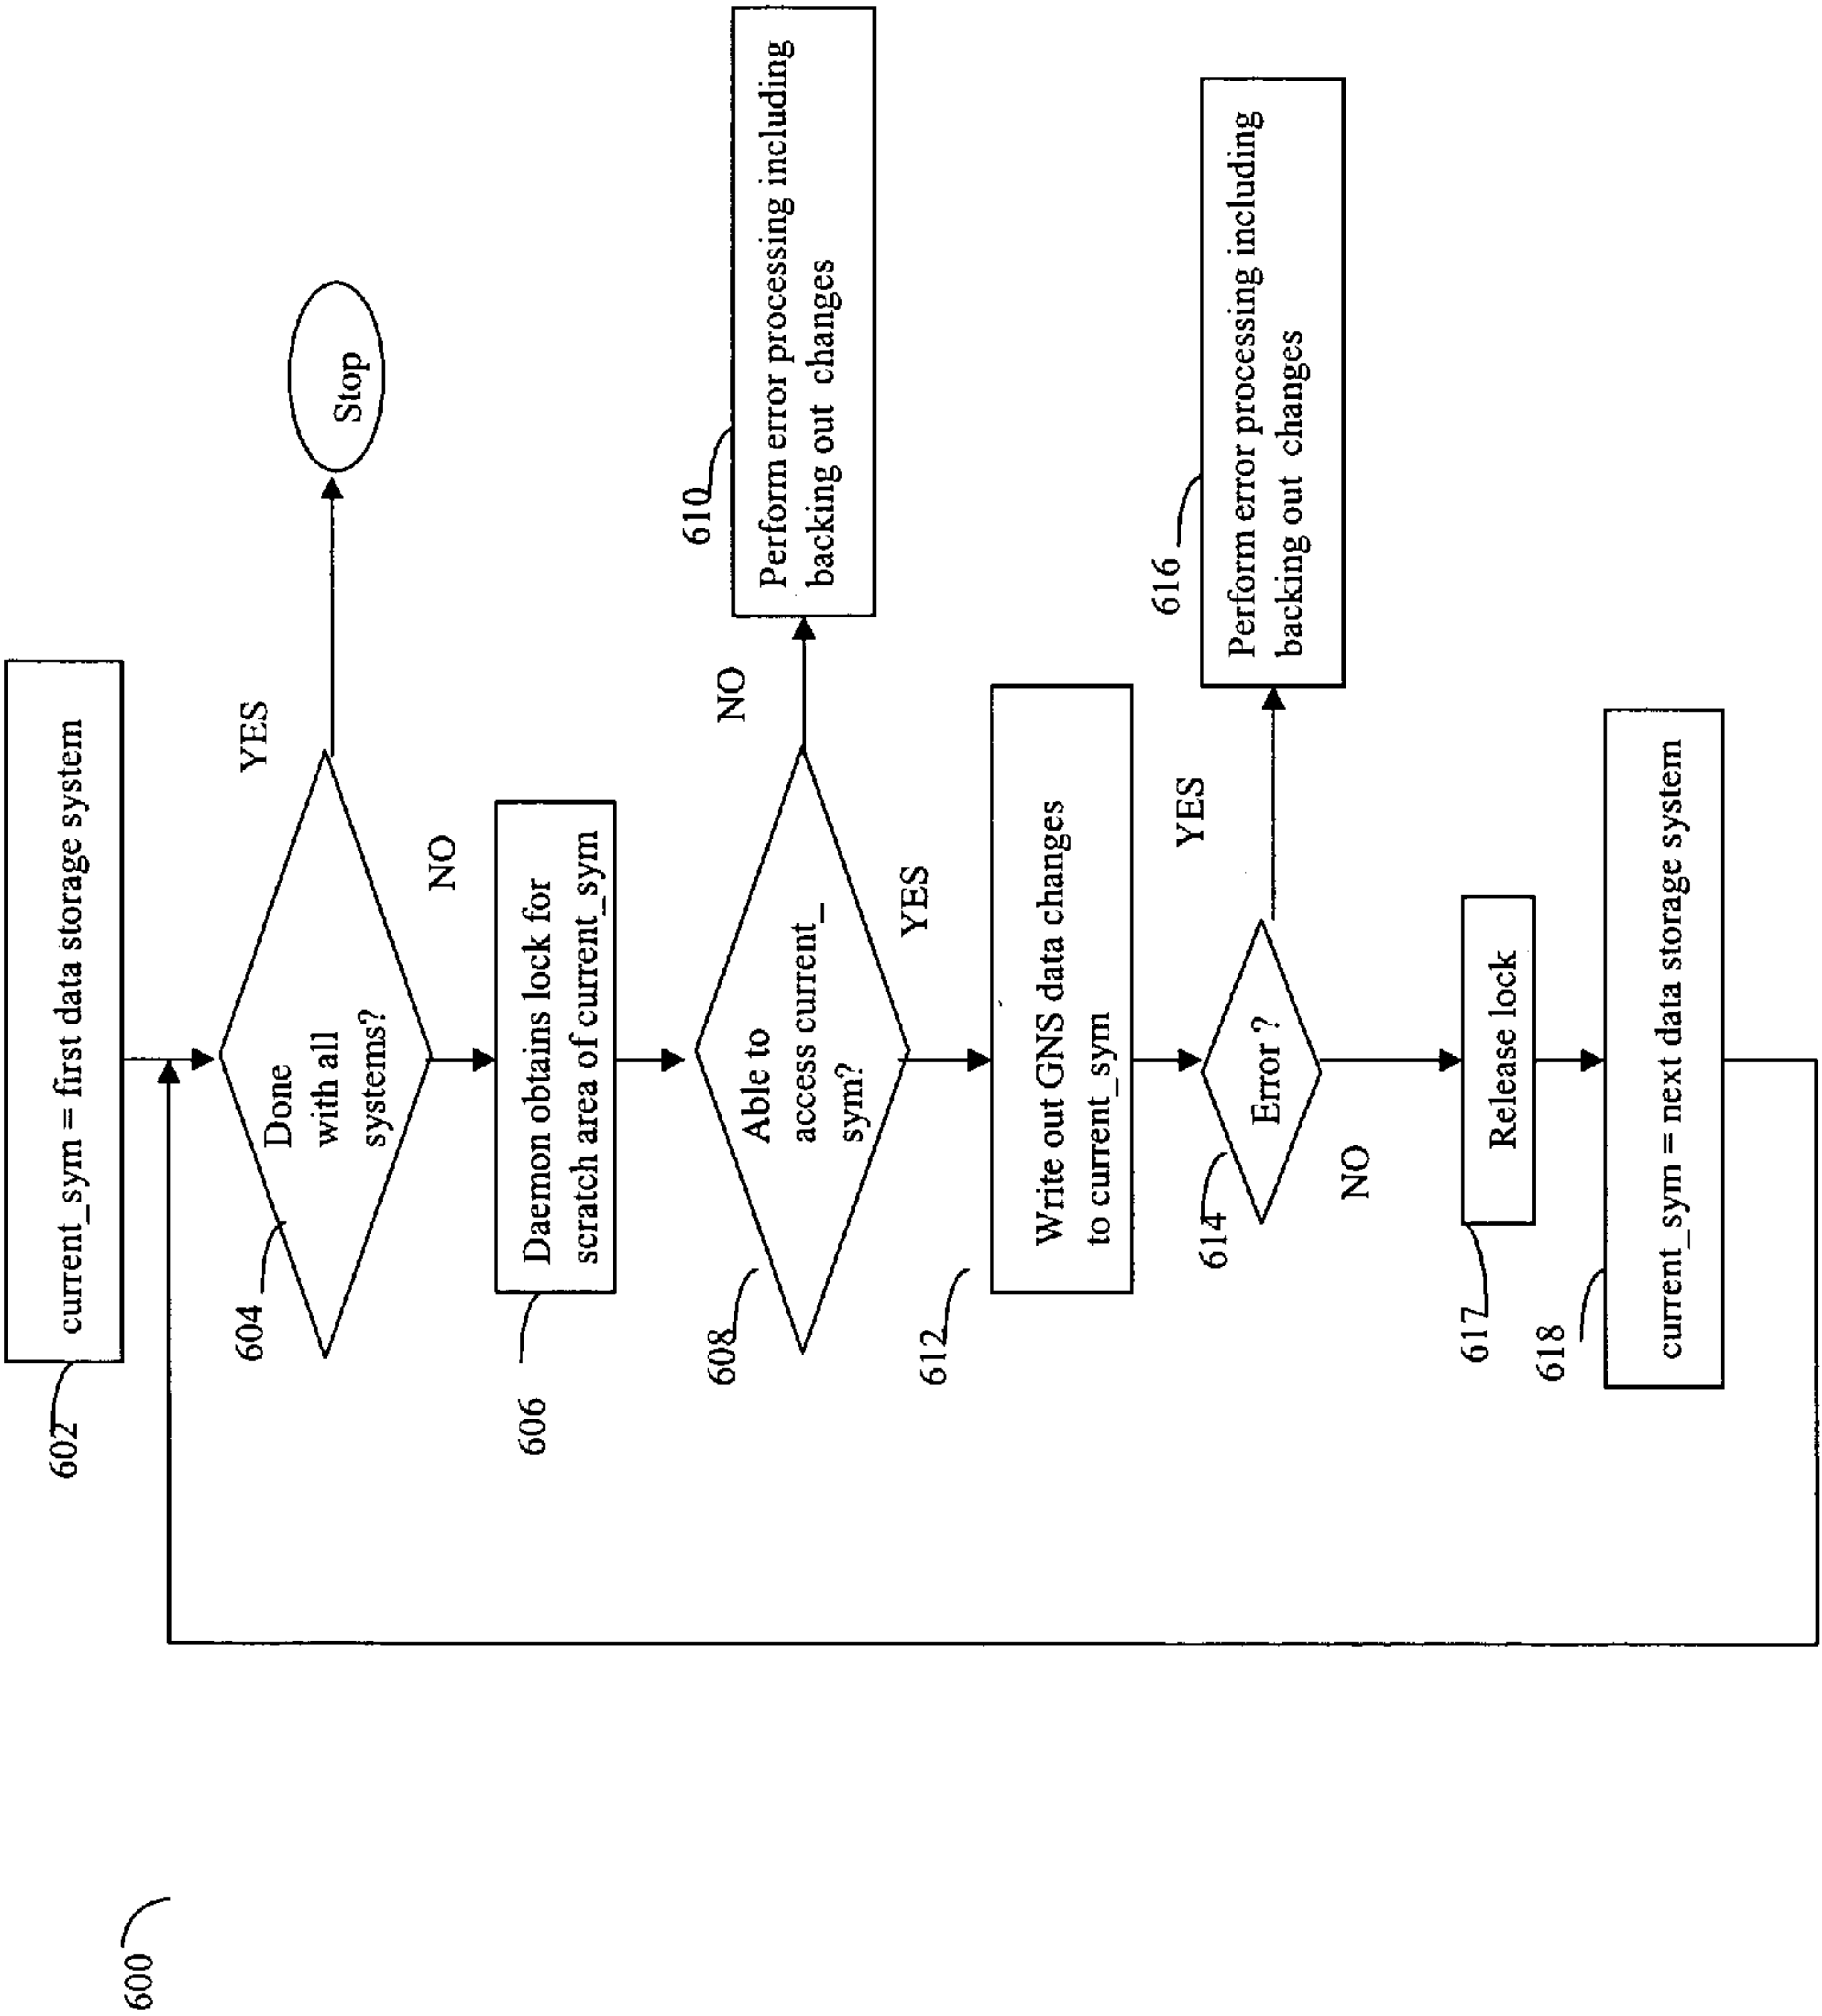 600
602
current_sym = first data storage system
604
Done
with all
systems?
YES
Stop
NO
606
Daemon obtains lock for
scratch area of current_sym
608
Able to
access current_
sym?
NO
610
Perform error processing including
backing out changes
YES
612
Write out GNS data changes
to current_sym
614
Error ?
YES
616
Perform error processing including
backing out changes
NO
617
Release lock
618
current_sym = next data storage system